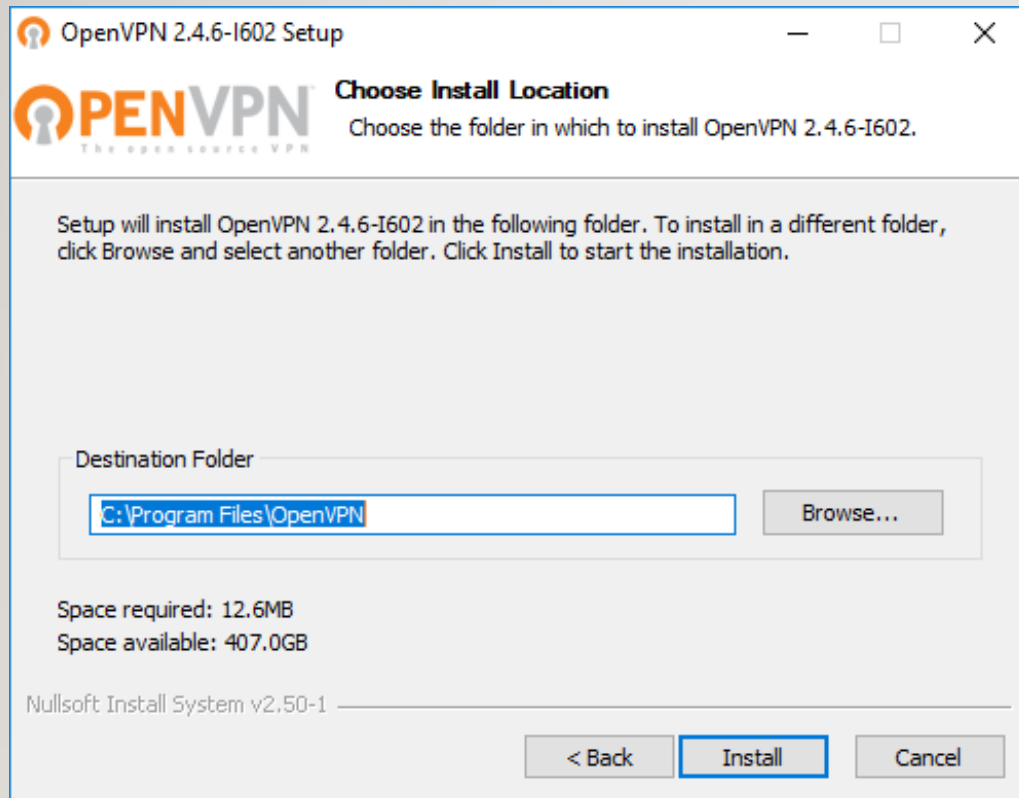 OpenVPN 2.4.6-I602 Setup
OPENVPN™
The open source VPN
Choose Install Location
Choose the folder in which to install OpenVPN 2.4.6-I602.
Setup will install OpenVPN 2.4.6-I602 in the following folder. To install in a different folder,
click Browse and select another folder. Click Install to start the installation.
Destination Folder
C:\Program Files\OpenVPN
Browse...
Space required: 12.6MB
Space available: 407.0GB
Nullsoft Install System v2.50-1
< Back
Install
Cancel